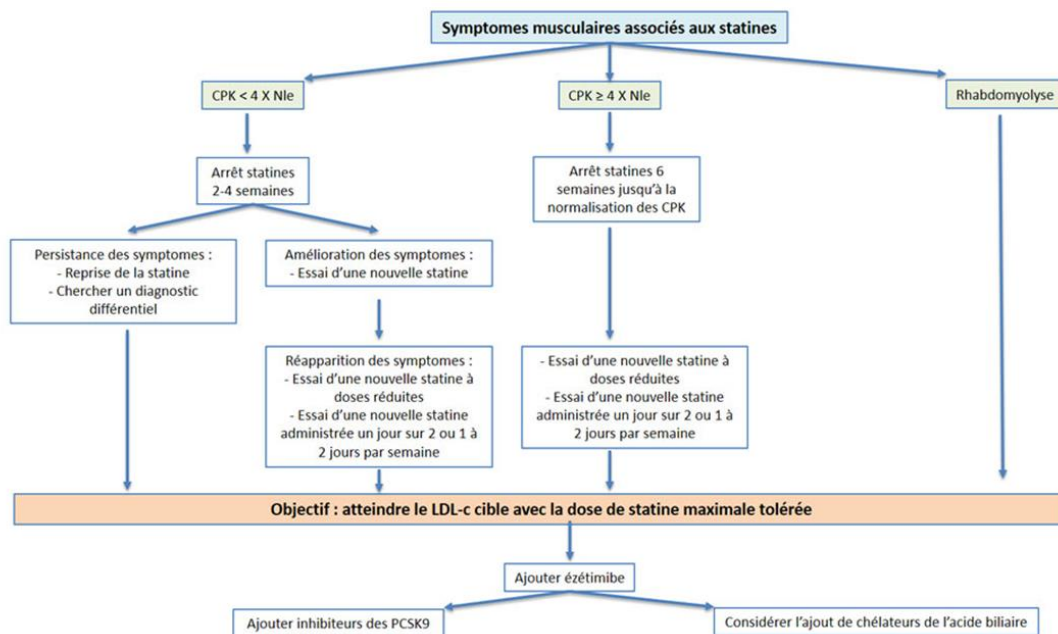 Symptomes musculaires associés aux statines
CPK < 4 X Nle
CPK ≥ 4 X Nle
Rhabdomyolyse
Arrêt statines
2-4 semaines
Arrêt statines 6
semaines jusqu'à la
normalisation des CPK
Persistance des symptomes :
- Reprise de la statine
- Chercher un diagnostic
différentiel
Amélioration des symptomes :
- Essai d'une nouvelle statine
Réapparition des symptomes :
- Essai d'une nouvelle statine à
doses réduites
- Essai d'une nouvelle statine
administrée un jour sur 2 ou 1 à
2 jours par semaine
- Essai d'une nouvelle statine à
doses réduites
- Essai d'une nouvelle statine
administrée un jour sur 2 ou 1 à
2 jours par semaine
Objectif : atteindre le LDL-c cible avec la dose de statine maximale tolérée
Ajouter ézétimibe
Ajouter inhibiteurs des PCSK9
Considérer l'ajout de chélateurs de l'acide biliaire